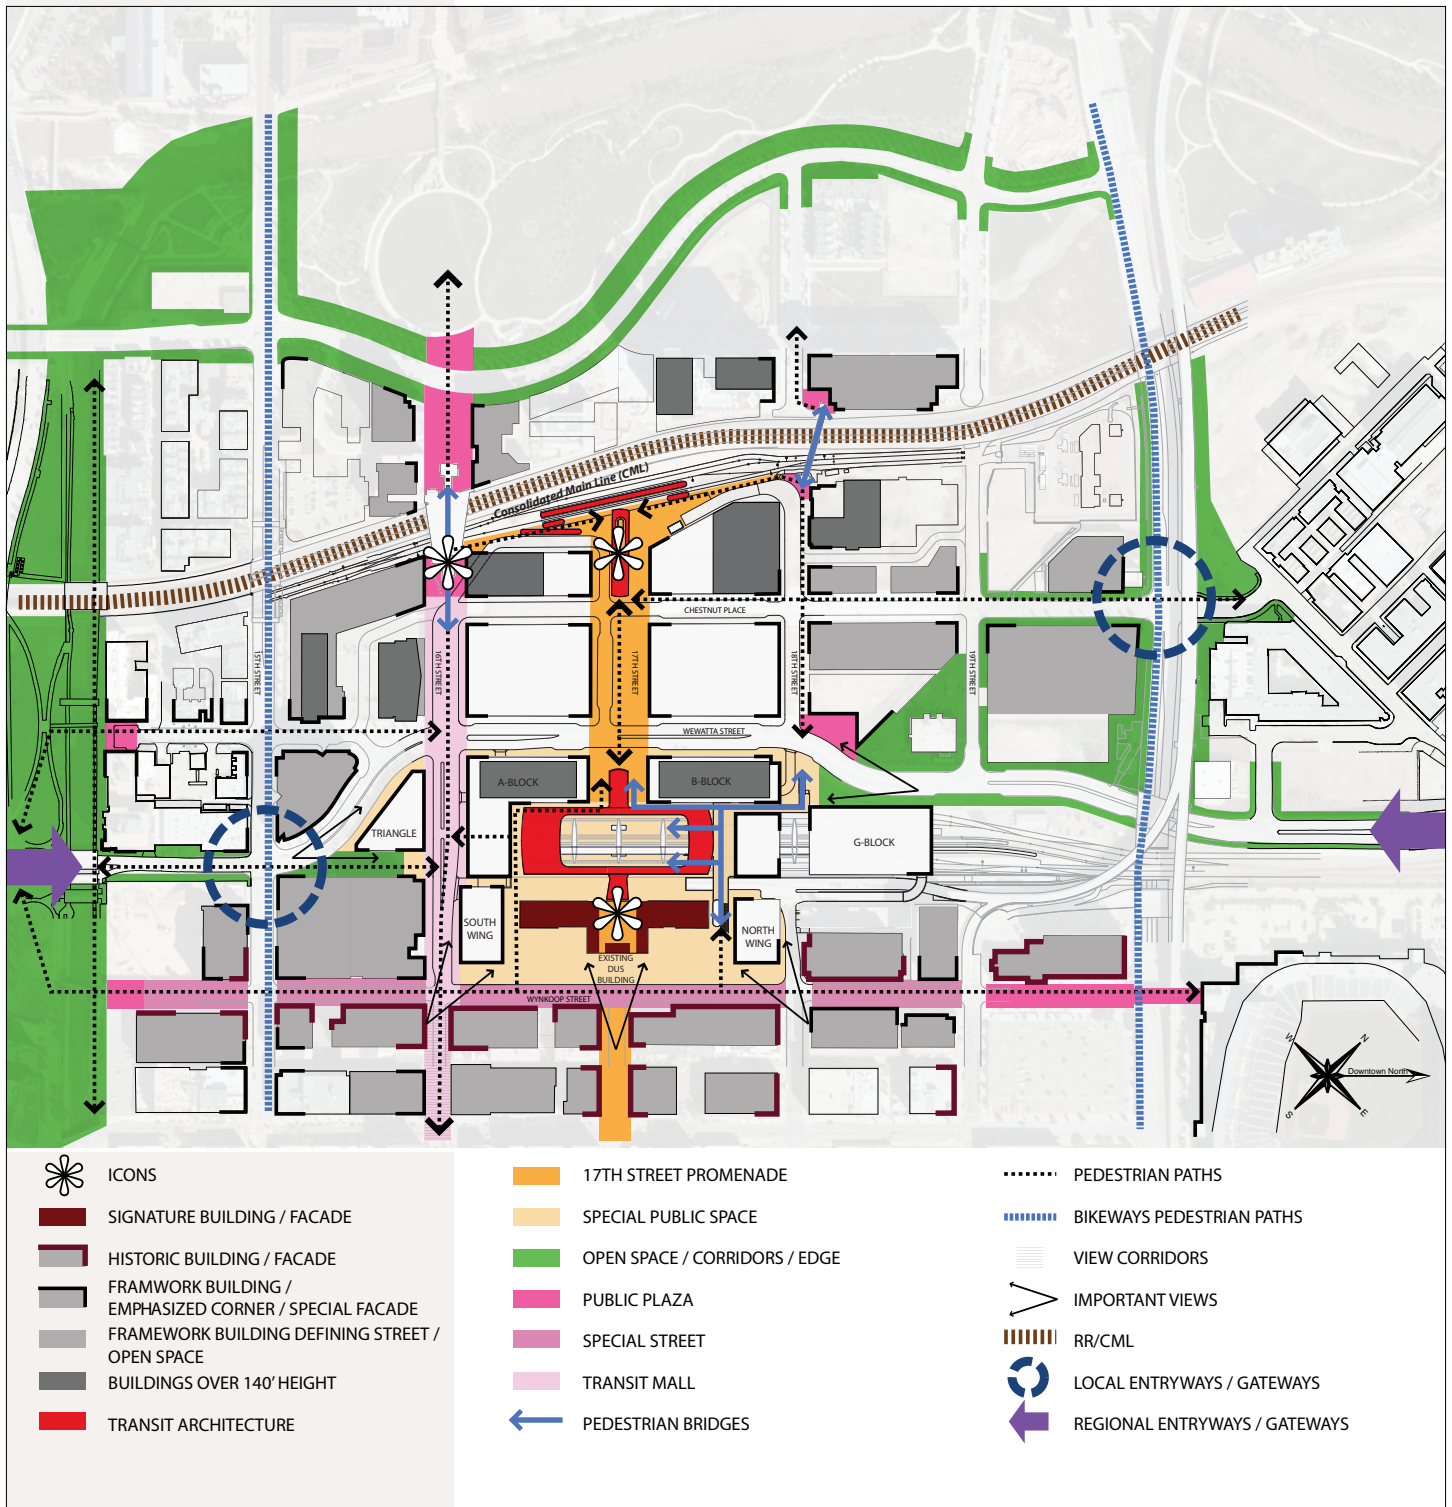 Consolidated Main Line (CML)
CHESTNUT PLACE
15TH STREET
16TH STREET
17TH STREET
18TH STREET
19TH STREET
WEWATTA STREET
A-BLOCK
B-BLOCK
TRIANGLE
G-BLOCK
SOUTH
WING
NORTH
WING
EXISTING
DUS
BUILDING
WYNKOOP STREET
W
N
S
E
Downtown North
ICONS
SIGNATURE BUILDING / FACADE
HISTORIC BUILDING / FACADE
FRAMWORK BUILDING /
EMPHASIZED CORNER / SPECIAL FACADE
FRAMEWORK BUILDING DEFINING STREET /
OPEN SPACE
BUILDINGS OVER 140’ HEIGHT
TRANSIT ARCHITECTURE
17TH STREET PROMENADE
SPECIAL PUBLIC SPACE
OPEN SPACE / CORRIDORS / EDGE
PUBLIC PLAZA
SPECIAL STREET
TRANSIT MALL
PEDESTRIAN BRIDGES
PEDESTRIAN PATHS
BIKEWAYS PEDESTRIAN PATHS
VIEW CORRIDORS
IMPORTANT VIEWS
RR/CML
LOCAL ENTRYWAYS / GATEWAYS
REGIONAL ENTRYWAYS / GATEWAYS